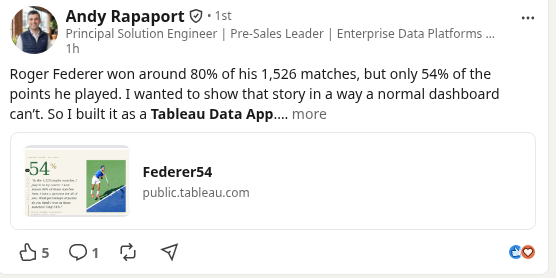 Andy Rapaport • 1st
Principal Solution Engineer | Pre-Sales Leader | Enterprise Data Platforms ...
1h
Roger Federer won around 80% of his 1,526 matches, but only 54% of the
points he played. I wanted to show that story in a way a normal dashboard
can’t. So I built it as a Tableau Data App.... more
54%
Federer54
public.tableau.com
5
1